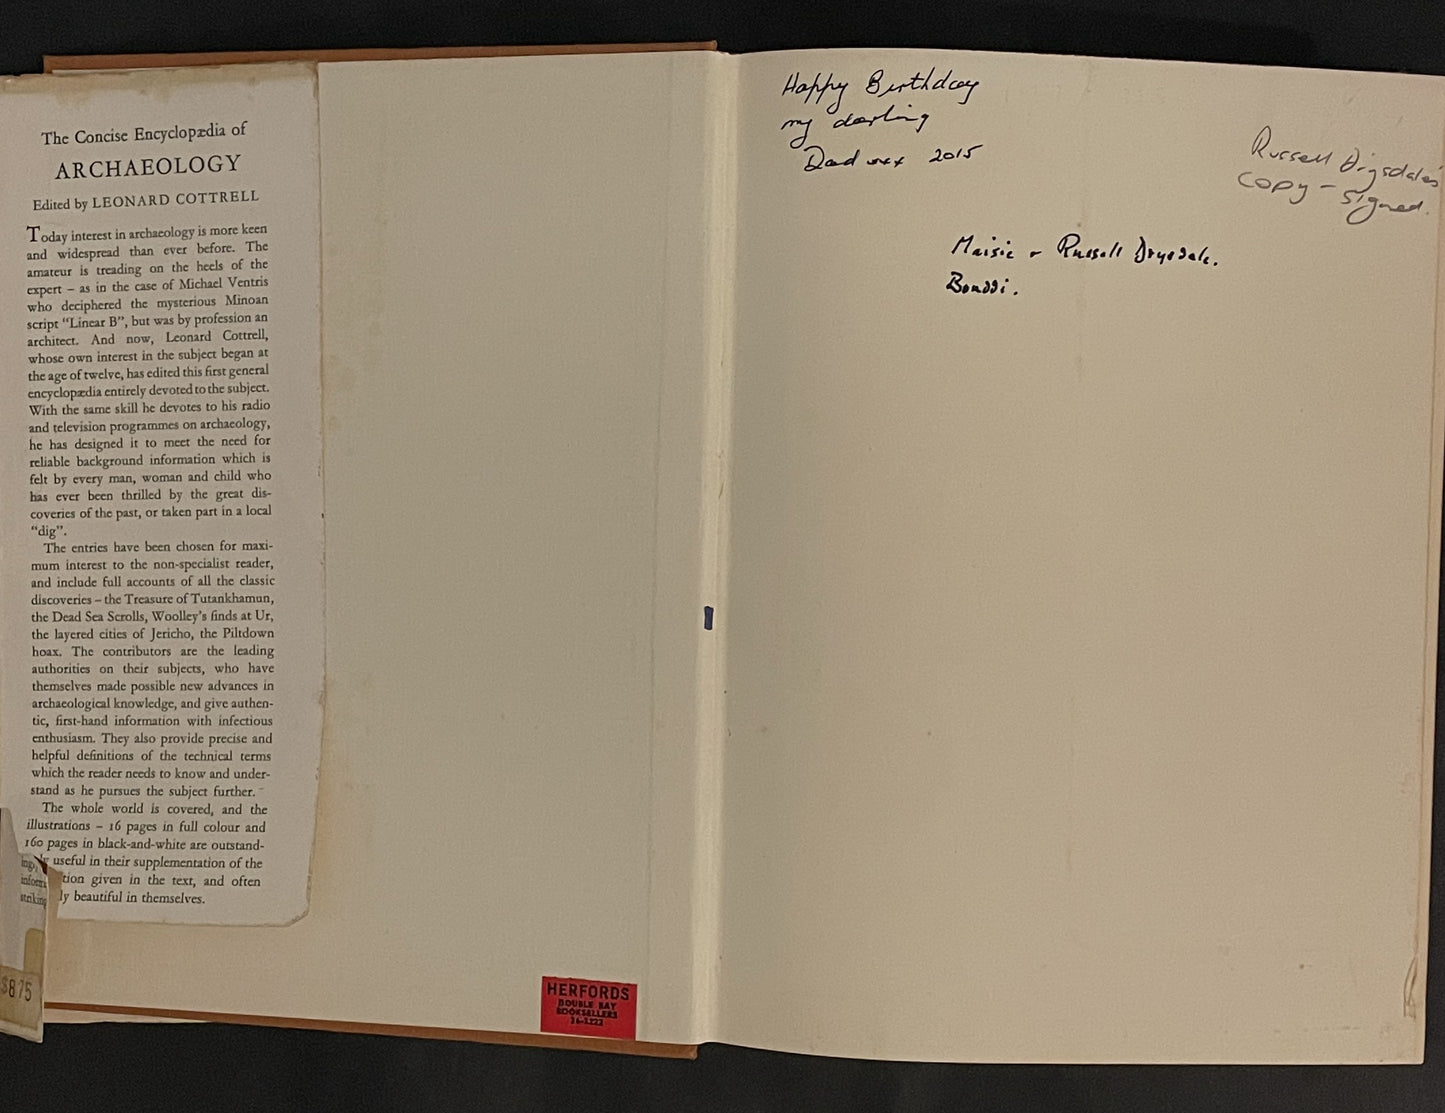 The Concise Encyclopædia of
ARCHAEOLOGY
Edited by LEONARD COTTRELL
Today interest in archaeology is more keen
and widespread than ever before. The
amateur is treading on the heels of the
expert – as in the case of Michael Ventris
who deciphered the mysterious Minoan
script “Linear B”, but was by profession an
architect. And now, Leonard Cottrell,
whose own interest in the subject began at
the age of twelve, has edited this first general
encyclopædia entirely devoted to the subject.
With the same skill he devotes to his radio
and television programmes on archaeology,
he has designed it to meet the need for
reliable background information which is
felt by every man, woman and child who
has ever been thrilled by the great dis-
coveries of the past, or taken part in a local
“dig”.
The entries have been chosen for maxi-
mum interest to the non-specialist reader,
and include full accounts of all the classic
discoveries – the Treasure of Tutankhamun,
the Dead Sea Scrolls, Woolley's finds at Ur,
the layered cities of Jericho, the Piltdown
hoax. The contributors are the leading
authorities on their subjects, who have
themselves made possible new advances in
archaeological knowledge, and give authen-
tic, first-hand information with infectious
enthusiasm. They also provide precise and
helpful definitions of the technical terms
which the reader needs to know and under-
stand as he pursues the subject further.
The whole world is covered, and the
illustrations – 16 pages in full colour and
160 pages in black-and-white are outstand-
ingly useful in their supplementation of the
information given in the text, and often
strikingly beautiful in themselves.
$8.75
HERFORDS
DOUBLE BAY
BOOKSELLERS
Happy Birthday
my darling
Dad xxx 2015
Russell Drysdales'
Copy – Signed.
Maisie & Russell Drysdale.
Bouddi.